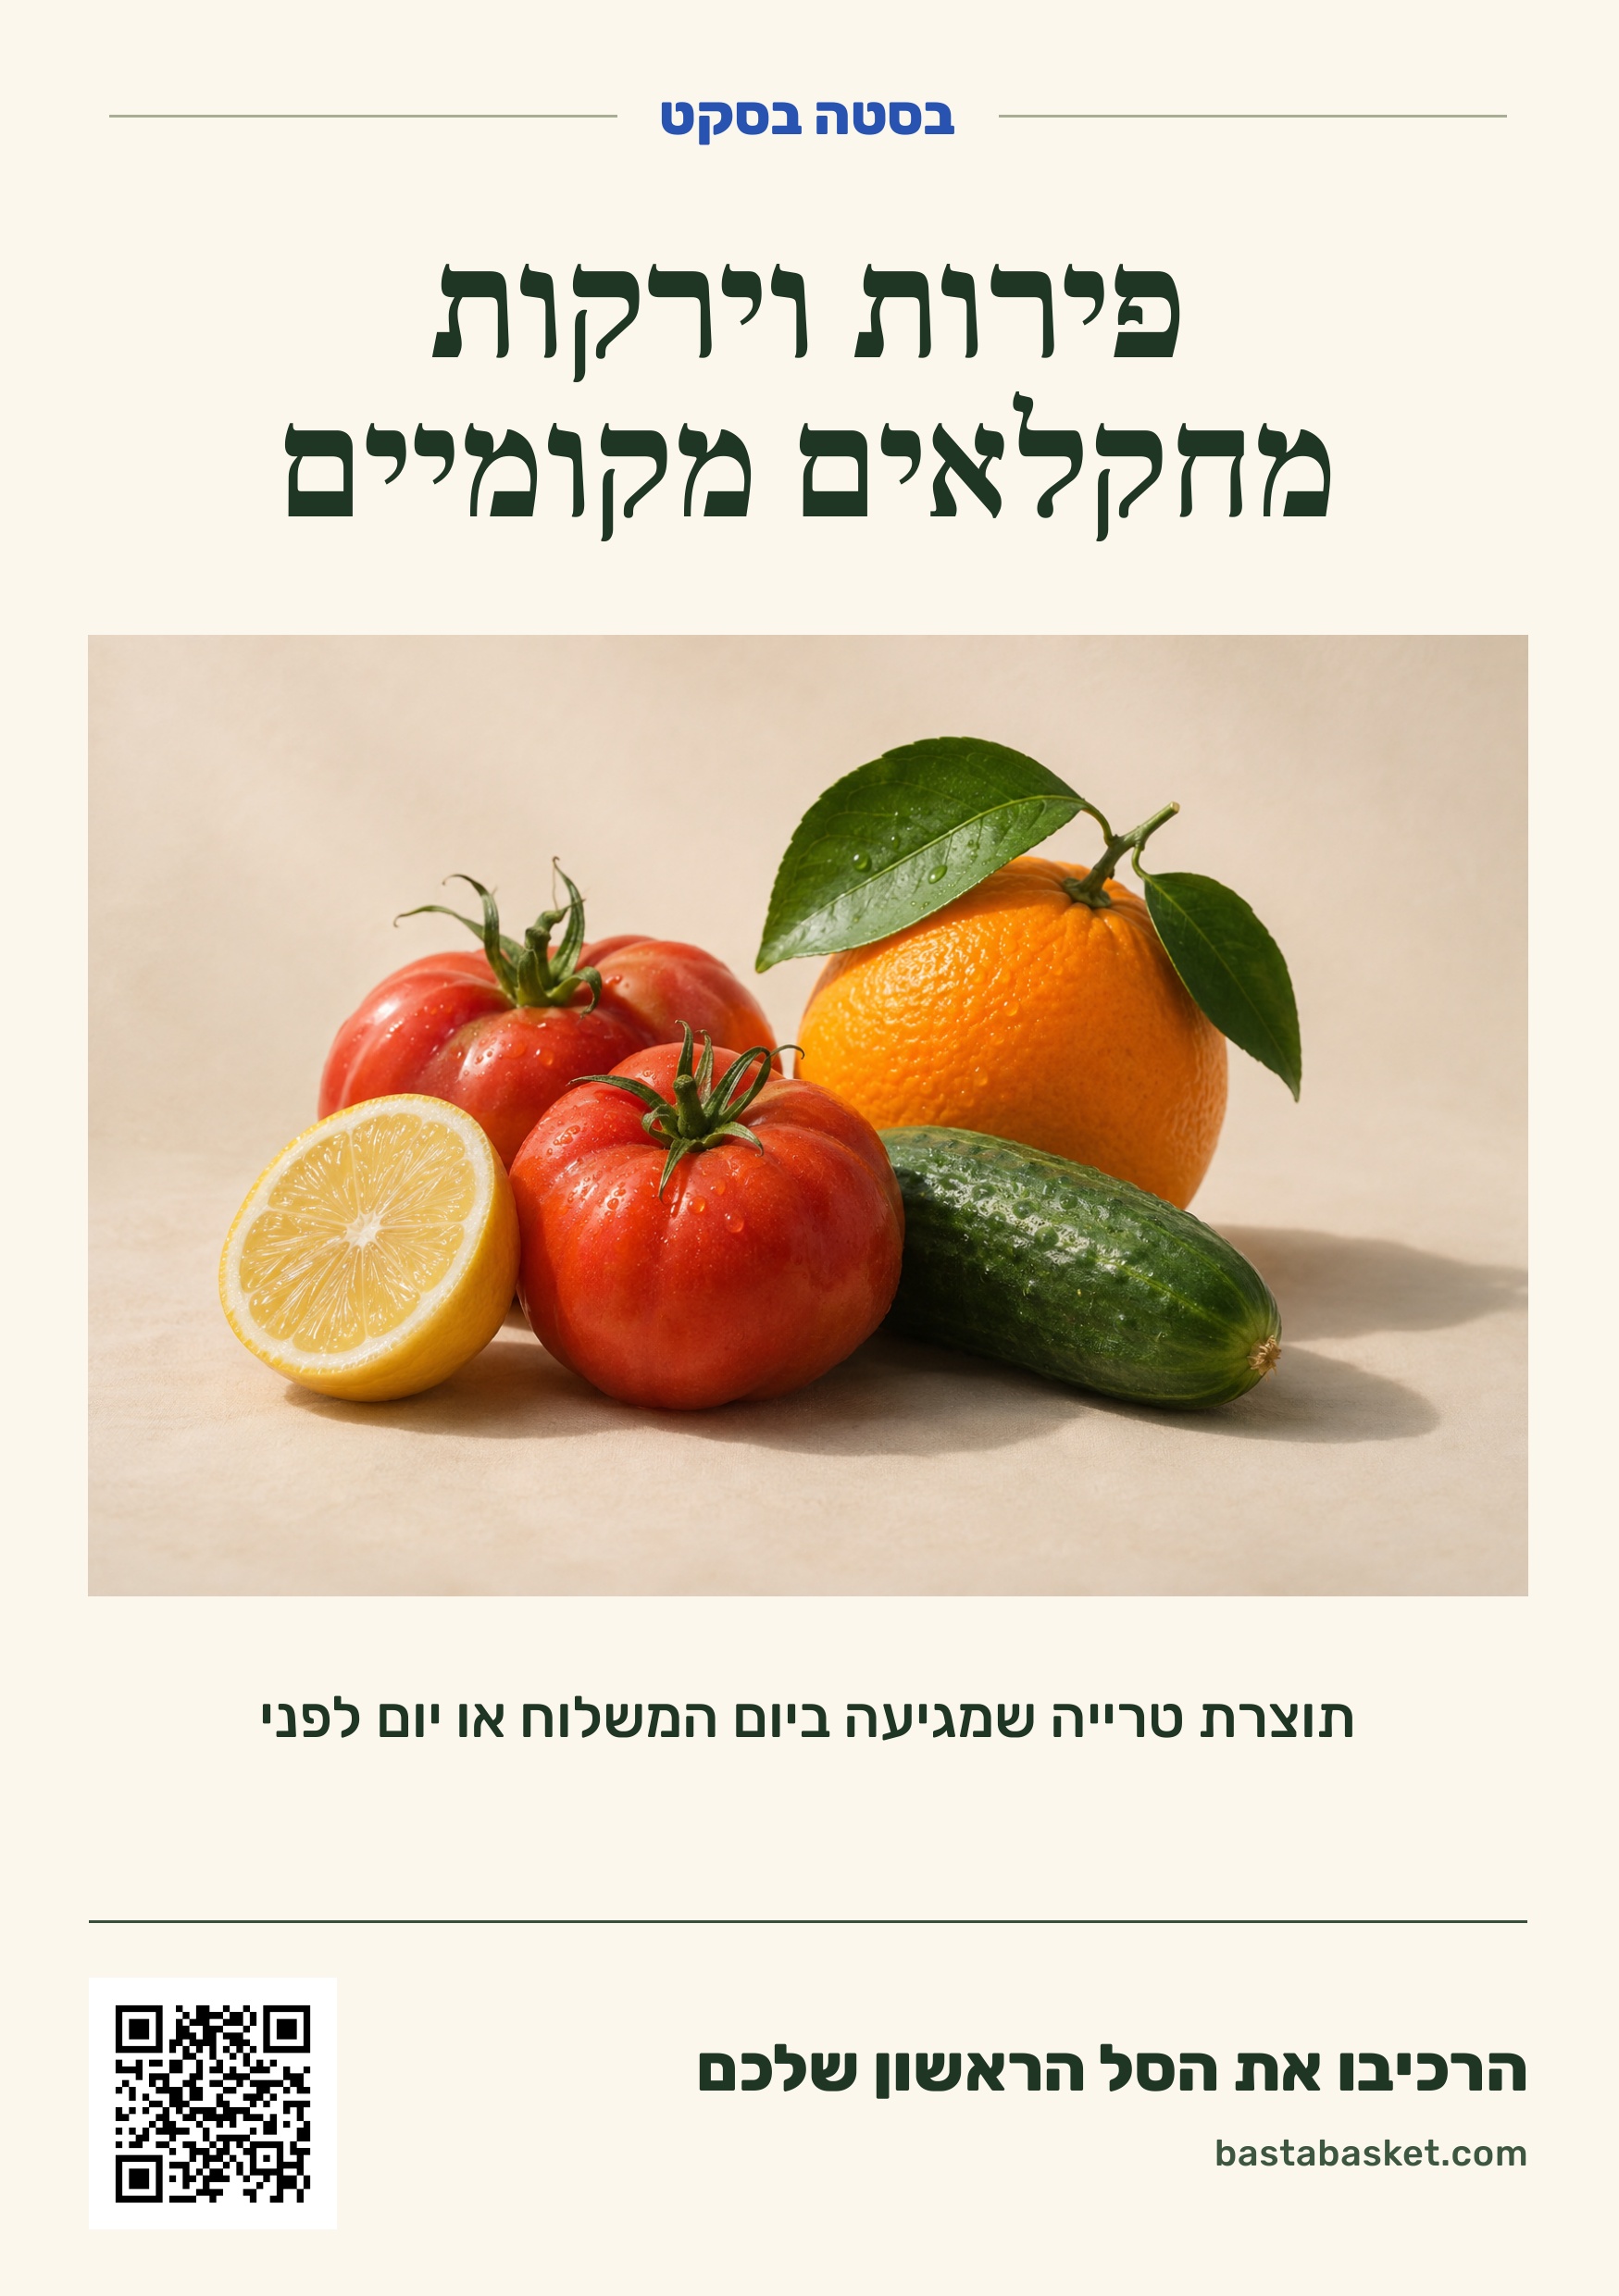 בסטה בסקט
פירות וירקות
מחקלאים מקומיים
תוצרת טרייה שמגיעה ביום המשלוח או יום לפני
הרכיבו את הסל הראשון שלכם
bastabasket.com